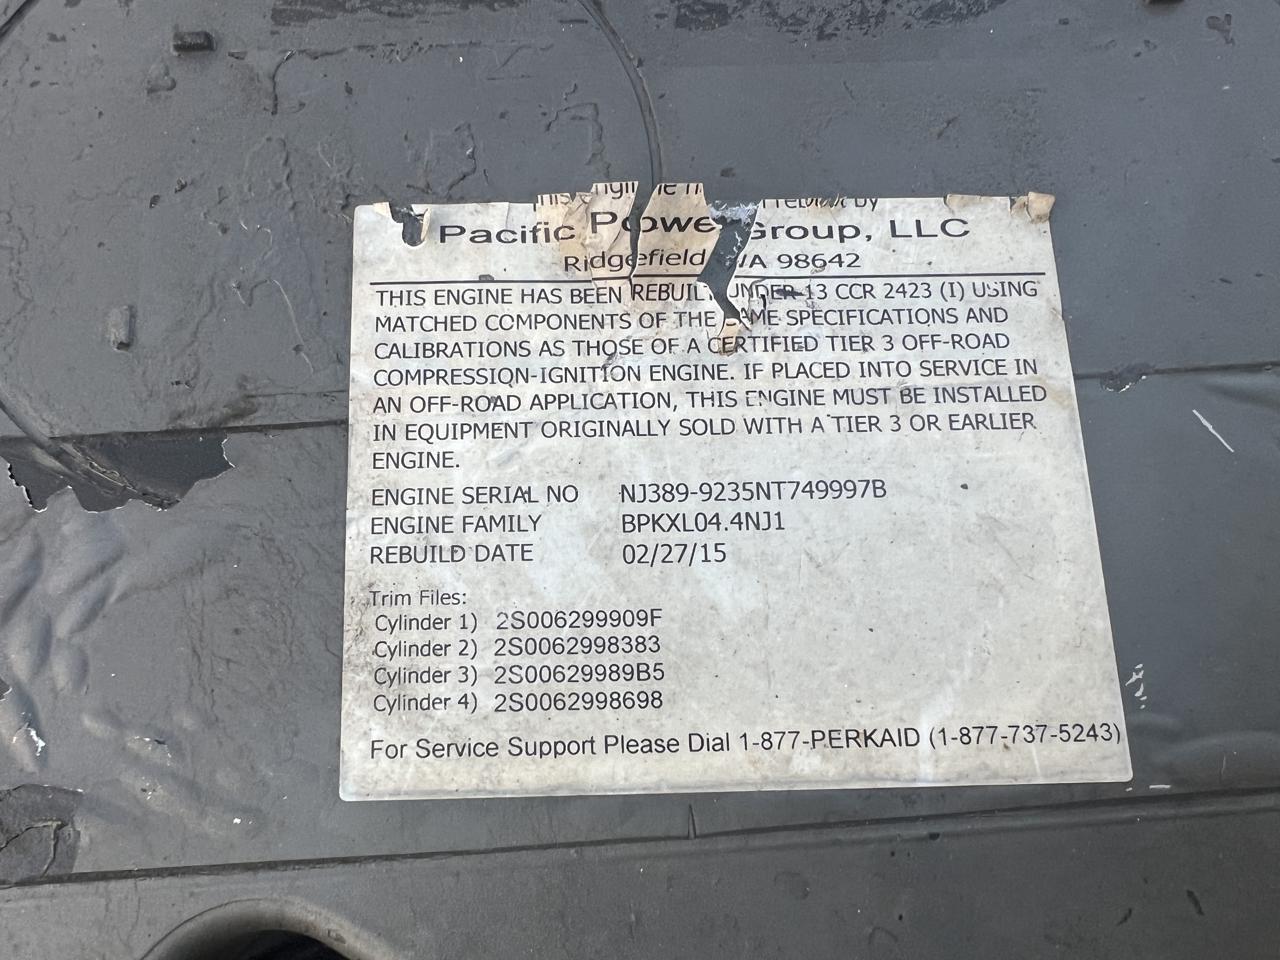 Pacific Power Group, LLC
Ridgefield, WA 98642
THIS ENGINE HAS BEEN REBUILT UNDER 13 CCR 2423 (I) USING
MATCHED COMPONENTS OF THE SAME SPECIFICATIONS AND
CALIBRATIONS AS THOSE OF A CERTIFIED TIER 3 OFF-ROAD
COMPRESSION-IGNITION ENGINE. IF PLACED INTO SERVICE IN
AN OFF-ROAD APPLICATION, THIS ENGINE MUST BE INSTALLED
IN EQUIPMENT ORIGINALLY SOLD WITH A TIER 3 OR EARLIER
ENGINE.
ENGINE SERIAL NO NJ389-9235NT749997B
ENGINE FAMILY BPKXL04.4NJ1
REBUILD DATE 02/27/15
Trim Files:
Cylinder 1) 2S006299909F
Cylinder 2) 2S0062998383
Cylinder 3) 2S00629989B5
Cylinder 4) 2S0062998698
For Service Support Please Dial 1-877-PERKAID (1-877-737-5243)